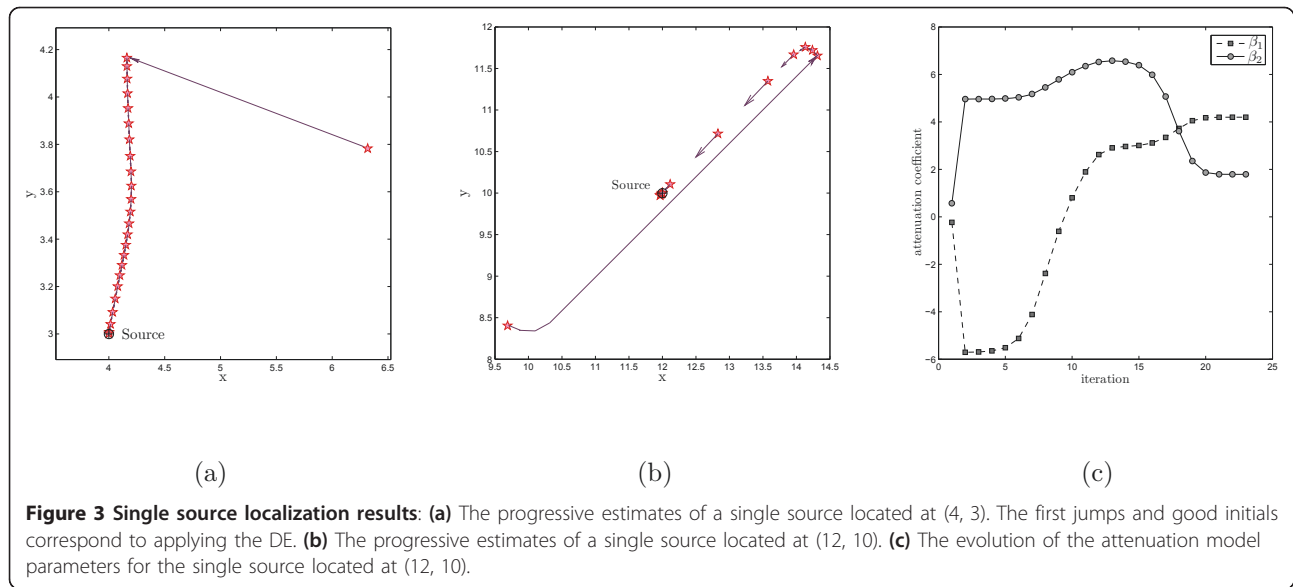 4.2
4
3.8
3.6
3.4
3.2
3
y
Source
4 4.5 5 5.5 6 6.5
x
(a)
12
11.5
11
10.5
10
9.5
9
8.5
8
y
Source
9.5 10 10.5 11 11.5 12 12.5 13 13.5 14 14.5
x
(b)
8
6
4
2
0
−2
−4
−6
attenuation coefficient
β1
β2
0 5 10 15 20 25
iteration
(c)
Figure 3 Single source localization results: (a) The progressive estimates of a single source located at (4, 3). The first jumps and good initials
correspond to applying the DE. (b) The progressive estimates of a single source located at (12, 10). (c) The evolution of the attenuation model
parameters for the single source located at (12, 10).